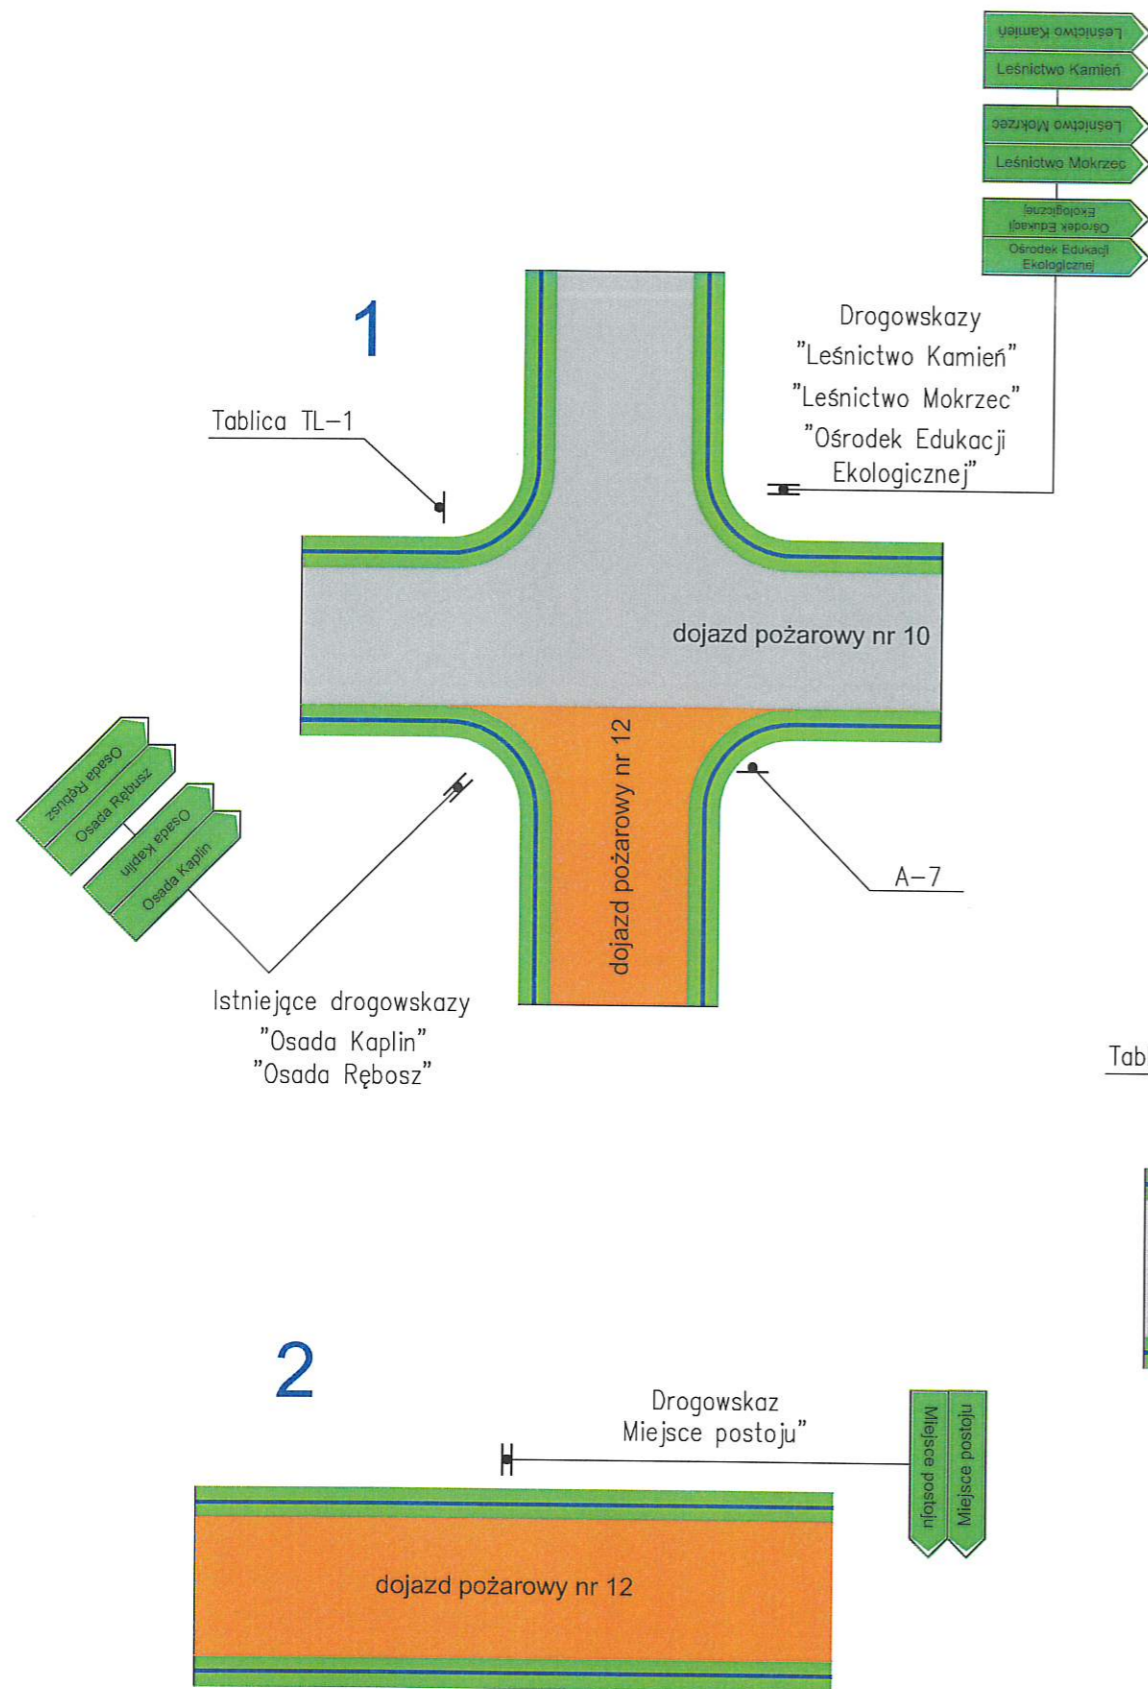 Leśnictwo Kamień
Leśnictwo Kamień
Leśnictwo Mokrzec
Leśnictwo Mokrzec
Ośrodek Edukacji
Ekologicznej
Ośrodek Edukacji
Ekologicznej
1
Drogowskazy
"Leśnictwo Kamień"
"Leśnictwo Mokrzec"
"Ośrodek Edukacji
Ekologicznej"
Tablica TL-1
dojazd pożarowy nr 10
dojazd pożarowy nr 12
Osada Rębusz
Osada Rębusz
Osada Kaplin
Osada Kaplin
A-7
Istniejące drogowskazy
"Osada Kaplin"
"Osada Rębosz"
Tab
2
Drogowskaz
Miejsce postoju"
Miejsce postoju
Miejsce postoju
dojazd pożarowy nr 12